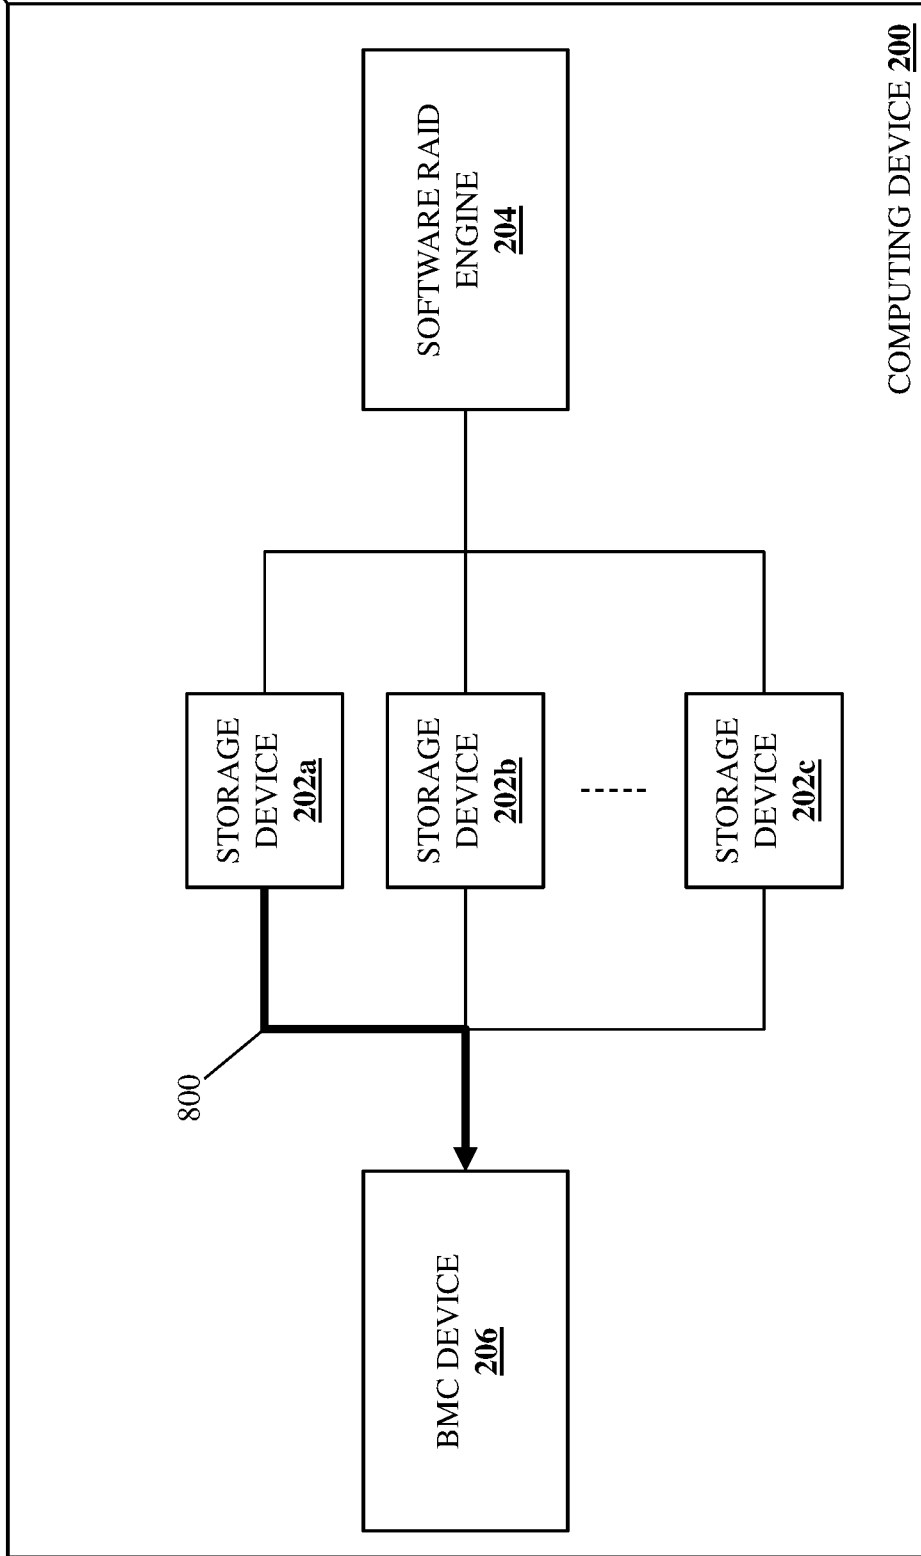 COMPUTING DEVICE 200
BMC DEVICE
206
800
STORAGE
DEVICE
202a
STORAGE
DEVICE
202b
STORAGE
DEVICE
202c
SOFTWARE RAID
ENGINE
204